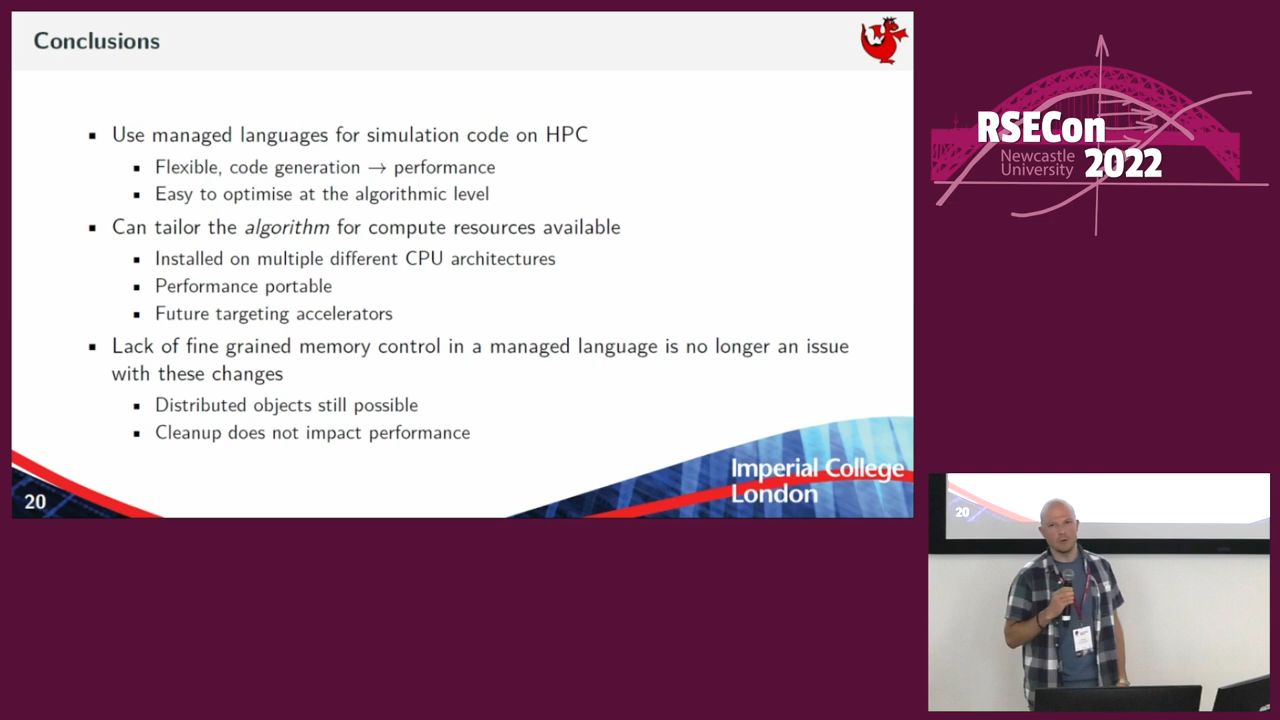 Conclusions
Use managed languages for simulation code on HPC
Flexible, code generation → performance
Easy to optimise at the algorithmic level
Can tailor the algorithm for compute resources available
Installed on multiple different CPU architectures
Performance portable
Future targeting accelerators
Lack of fine grained memory control in a managed language is no longer an issue
with these changes
Distributed objects still possible
Cleanup does not impact performance
Imperial College
London
20
RSECon
Newcastle
University
2022
20